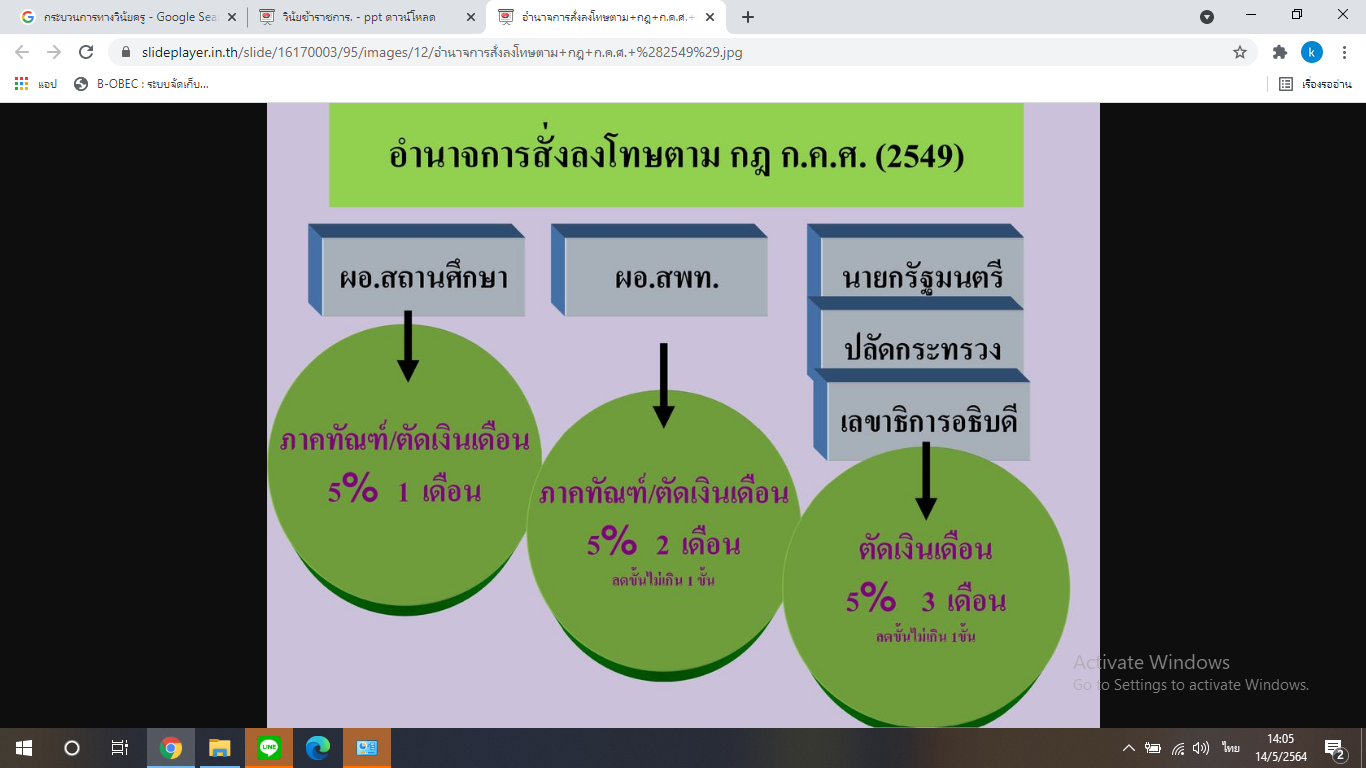 กระบวนการทางวินัยครู - Google Sea
วินัยข้าราชการ. - ppt ดาวน์โหลด
อำนาจการสั่งลงโทษตาม+กฎ+ก.ค.ศ.+
slideplayer.in.th/slide/16170003/95/images/12/อำนาจการสั่งลงโทษตาม+กฎ+ก.ค.ศ.+%282549%29.jpg
k
แอป
B-OBEC : ระบบจัดเก็บ...
เรื่องรออ่าน
อำนาจการสั่งลงโทษตาม กฎ ก.ค.ศ. (2549)
ผอ.สถานศึกษา
ผอ.สพท.
นายกรัฐมนตรี
ปลัดกระทรวง
เลขาธิการอธิบดี
ภาคทัณฑ์/ตัดเงินเดือน
5% 1 เดือน
ภาคทัณฑ์/ตัดเงินเดือน
5% 2 เดือน
ลดขั้นไม่เกิน 1 ขั้น
ตัดเงินเดือน
5% 3 เดือน
ลดขั้นไม่เกิน 1ขั้น
Activate Windows
Go to Settings to activate Windows.
LINE
ไทย
14:05
14/5/2564
2